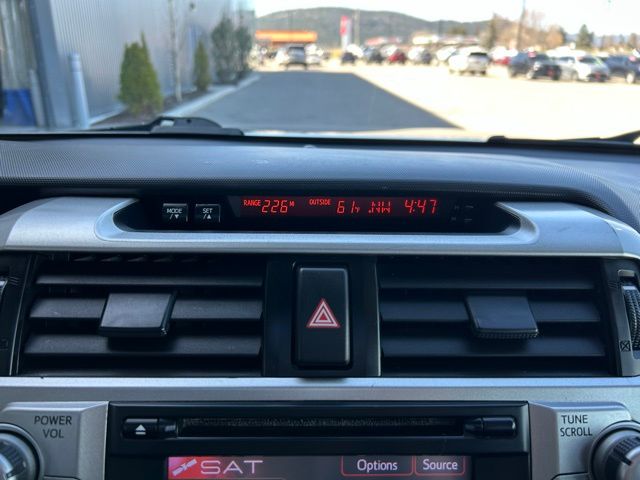 MODE SET RANGE 226 MI OUTSIDE 61°F NW 4:47
POWER
VOL
TUNE
SCROLL
SAT Options Source